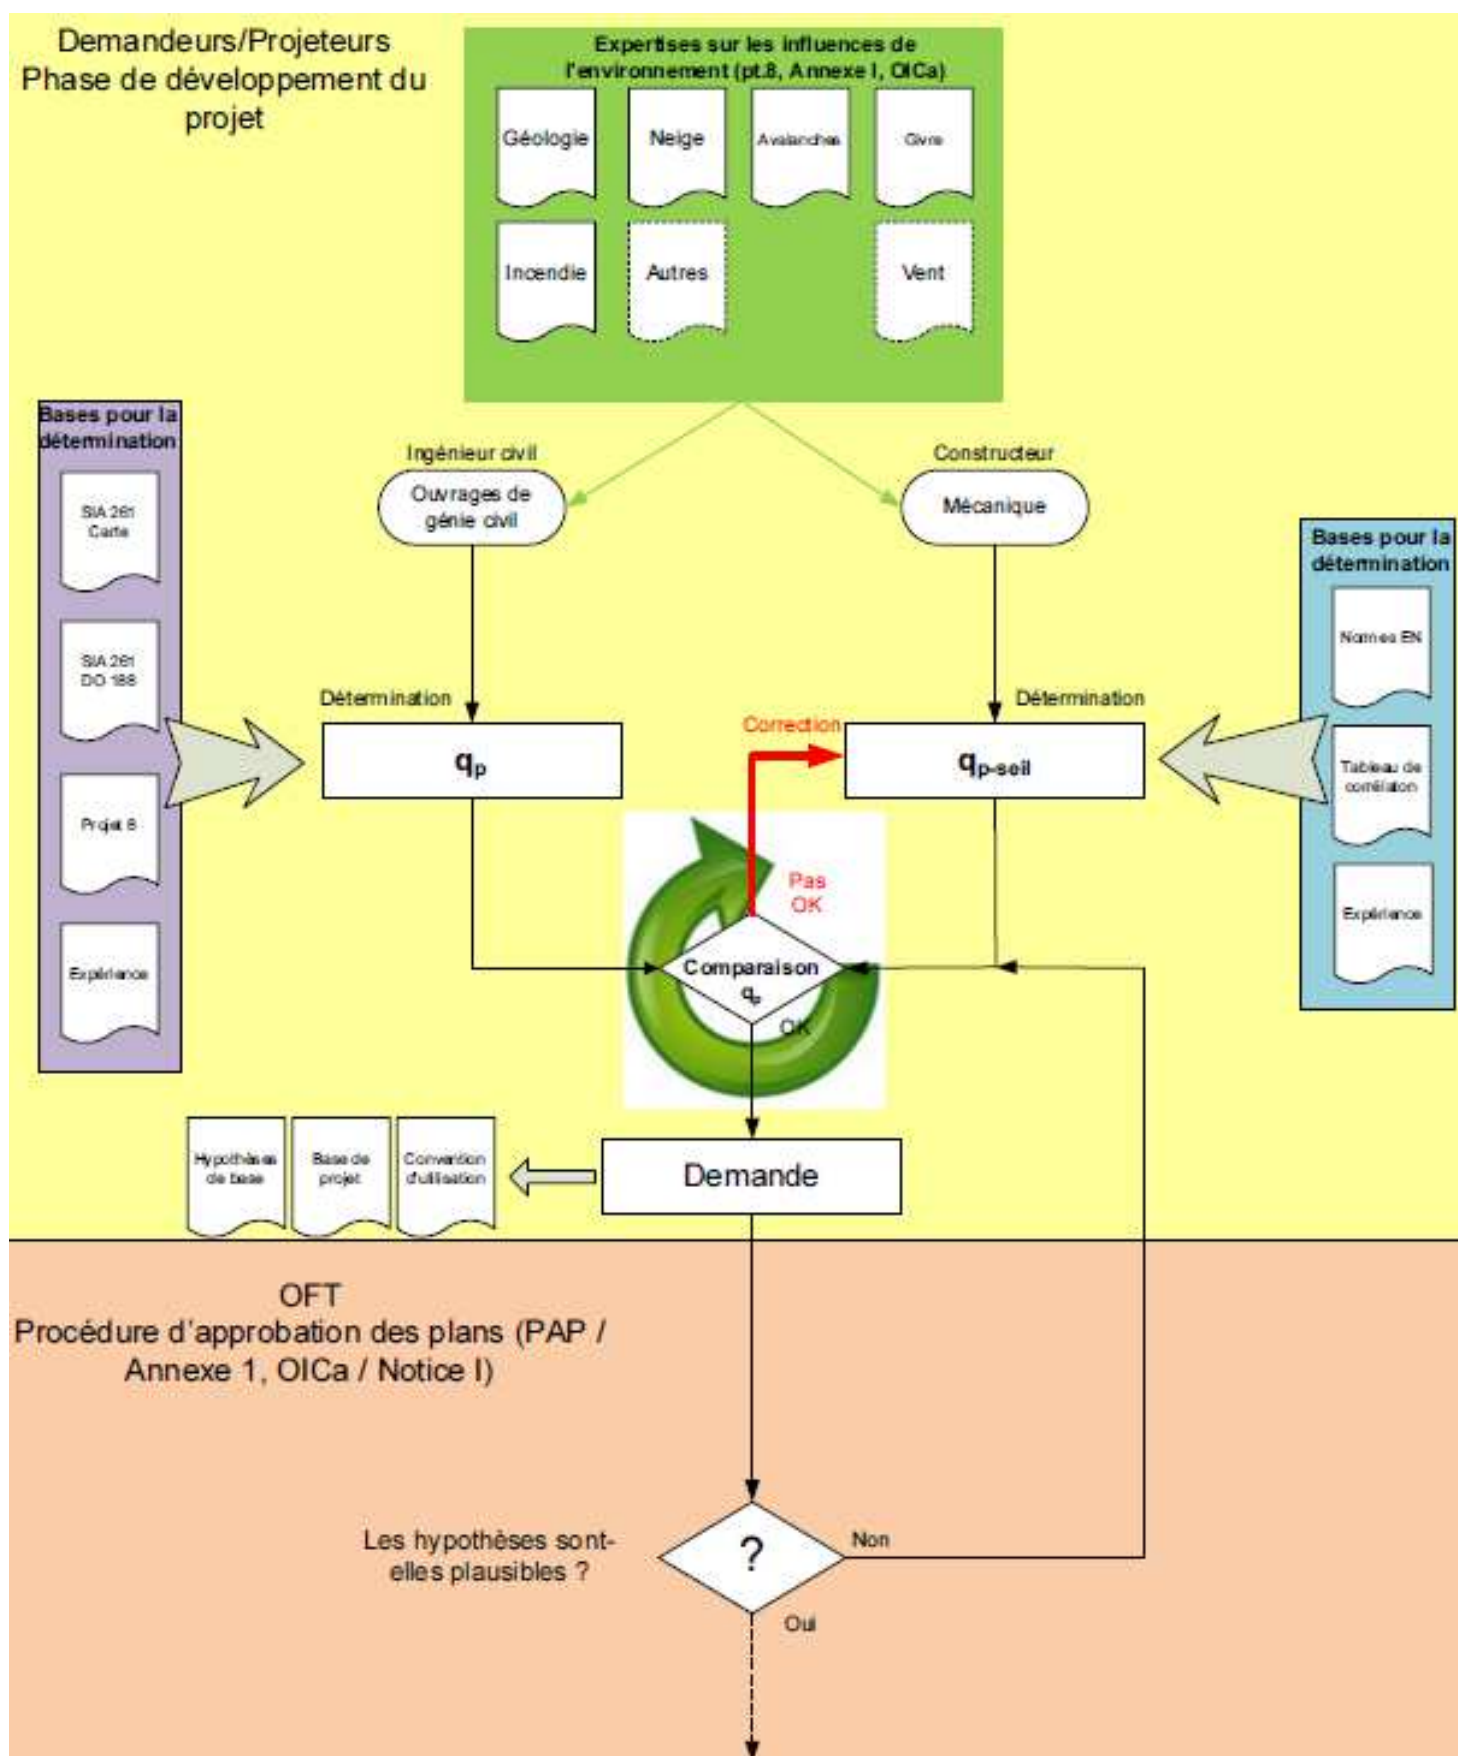 Demandeurs/Projeteurs
Phase de développement du
projet
Expertises sur les influences de
l'environnement (pt.8, Annexe I, OICa)
Géologie
Neige
Avalanches
Givre
Incendie
Autres
Vent
Bases pour la
détermination
SIA 261
Carte
SIA 261
DO 188
Projet 8
Expérience
Ingénieur civil
Ouvrages de
génie civil
Constructeur
Mécanique
Bases pour la
détermination
Normes EN
Tableau de
corrélaton
Expérience
Détermination
qp
Détermination
qp-seil
Correction
Pas
OK
Comparaison
qp
OK
Hypothèses
de base
Base de
projet
Convention
d'utilisation
Demande
OFT
Procédure d'approbation des plans (PAP /
Annexe 1, OICa / Notice I)
Les hypothèses sont-
elles plausibles ?
?
Non
Oui